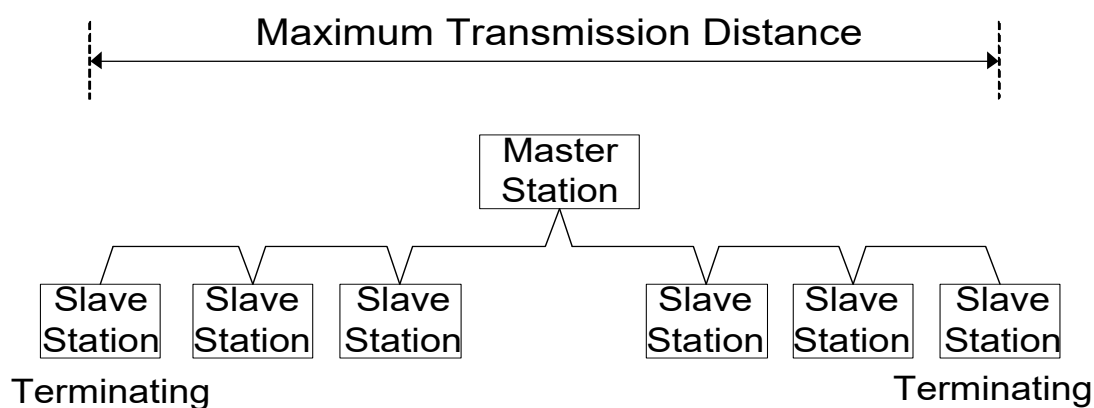 Maximum Transmission Distance
Master
Station
Slave
Station
Slave
Station
Slave
Station
Slave
Station
Slave
Station
Slave
Station
Terminating
Terminating